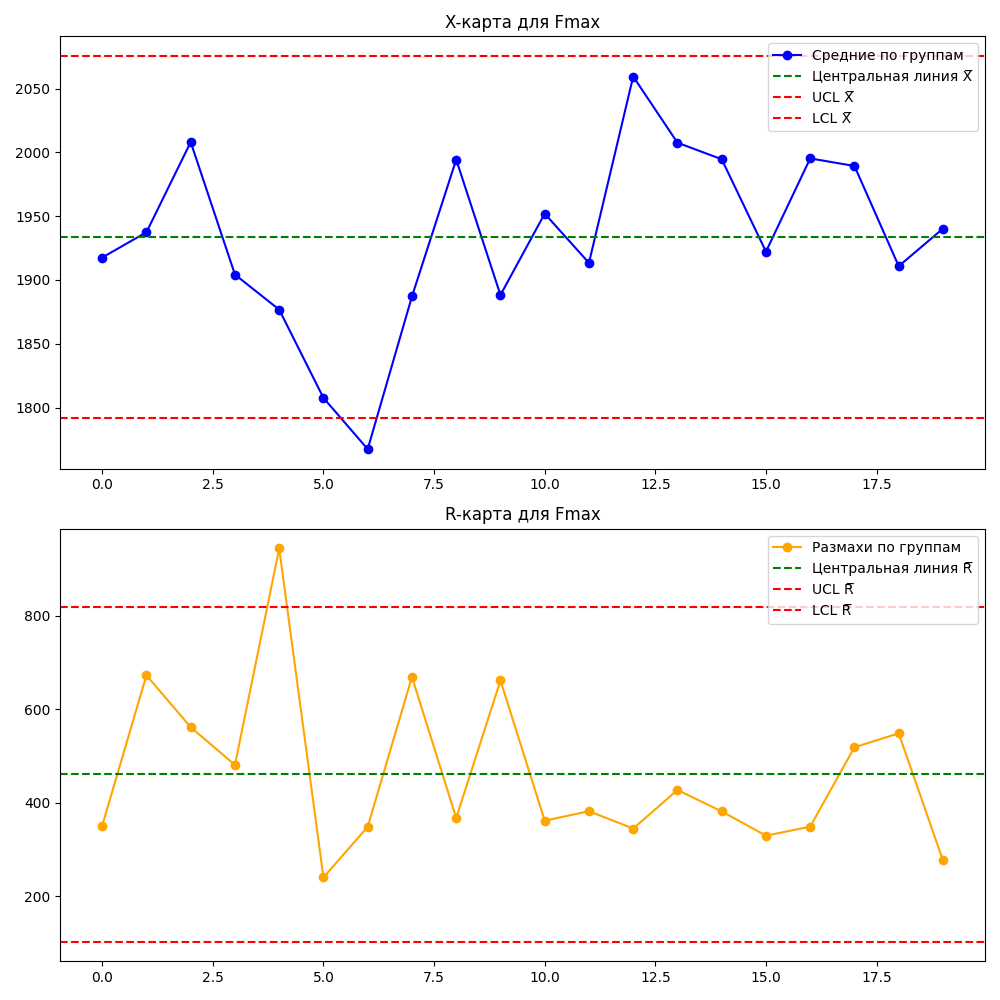 X-карта для Fmax
Средние по группам
Центральная линия X̅
UCL X̅
LCL X̅
2050
2000
1950
1900
1850
1800
0.0 2.5 5.0 7.5 10.0 12.5 15.0 17.5
R-карта для Fmax
Размахи по группам
Центральная линия R̅
UCL R̅
LCL R̅
800
600
400
200
0.0 2.5 5.0 7.5 10.0 12.5 15.0 17.5